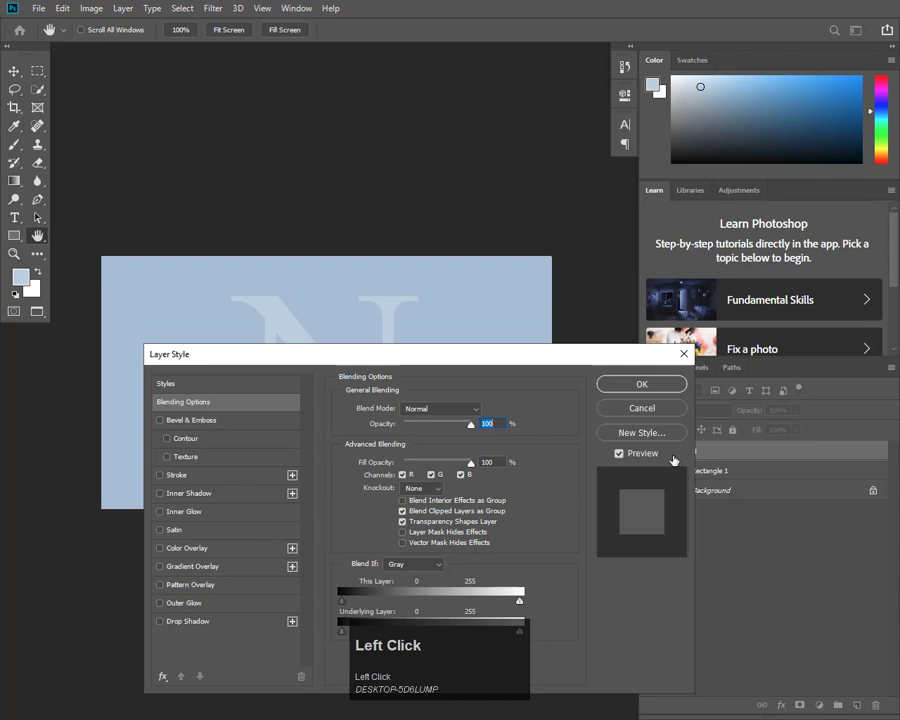 Ps File Edit Image Layer Type Select Filter 3D View Window Help
Scroll All Windows 100% Fit Screen Fill Screen
Color Swatches
Learn Libraries Adjustments
Learn Photoshop
Step-by-step tutorials directly in the app. Pick a
topic below to begin.
Fundamental Skills
Fix a photo
N
Layer Style
Paths
Styles
Blending Options
Bevel & Emboss
Contour
Texture
Stroke
Inner Shadow
Inner Glow
Satin
Color Overlay
Gradient Overlay
Pattern Overlay
Outer Glow
Drop Shadow
fx
Blending Options
General Blending
Blend Mode: Normal
Opacity: 100 %
Advanced Blending
Fill Opacity: 100 %
Channels: R G B
Knockout: None
Blend Interior Effects as Group
Blend Clipped Layers as Group
Transparency Shapes Layer
Layer Mask Hides Effects
Vector Mask Hides Effects
Blend If: Gray
This Layer: 0 255
Underlying Layer: 0 255
OK
Cancel
New Style...
Preview
Opacity: 100%
Background
Left Click
Left Click
DESKTOP-5D6LUMP